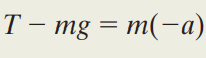 T − mg = m(−a)